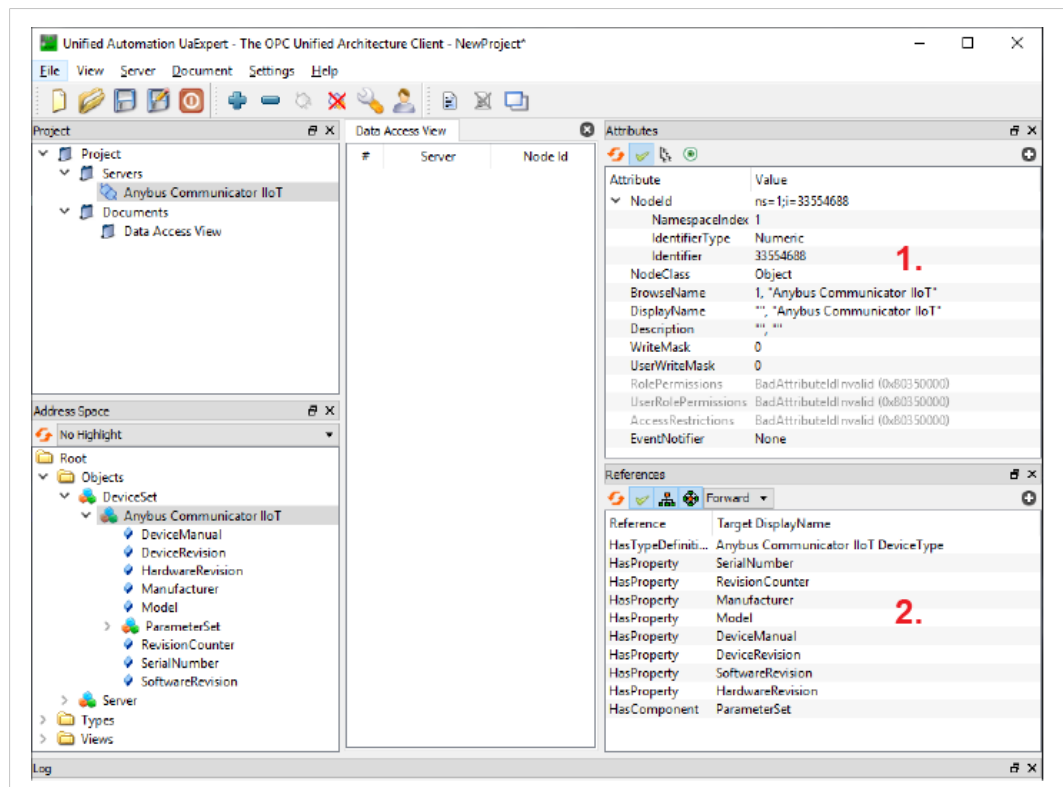 Unified Automation UaExpert - The OPC Unified Architecture Client - NewProject*
File View Server Document Settings Help
Project
Project
Servers
Anybus Communicator IIoT
Documents
Data Access View
Address Space
No Highlight
Root
Objects
DeviceSet
Anybus Communicator IIoT
DeviceManual
DeviceRevision
HardwareRevision
Manufacturer
Model
ParameterSet
RevisionCounter
SerialNumber
SoftwareRevision
Server
Types
Views
Data Access View
# Server Node Id
Attributes
Attribute Value
NodeId ns=1;i=33554688
NamespaceIndex 1
IdentifierType Numeric
Identifier 33554688
1.
NodeClass Object
BrowseName 1, "Anybus Communicator IIoT"
DisplayName "", "Anybus Communicator IIoT"
Description "", ""
WriteMask 0
UserWriteMask 0
RolePermissions BadAttributeIdInvalid (0x80350000)
UserRolePermissions BadAttributeIdInvalid (0x80350000)
AccessRestrictions BadAttributeIdInvalid (0x80350000)
EventNotifier None
References
Forward
Reference Target DisplayName
HasTypeDefiniti... Anybus Communicator IIoT DeviceType
HasProperty SerialNumber
HasProperty RevisionCounter
HasProperty Manufacturer
HasProperty Model
2.
HasProperty DeviceManual
HasProperty DeviceRevision
HasProperty SoftwareRevision
HasProperty HardwareRevision
HasComponent ParameterSet
Log